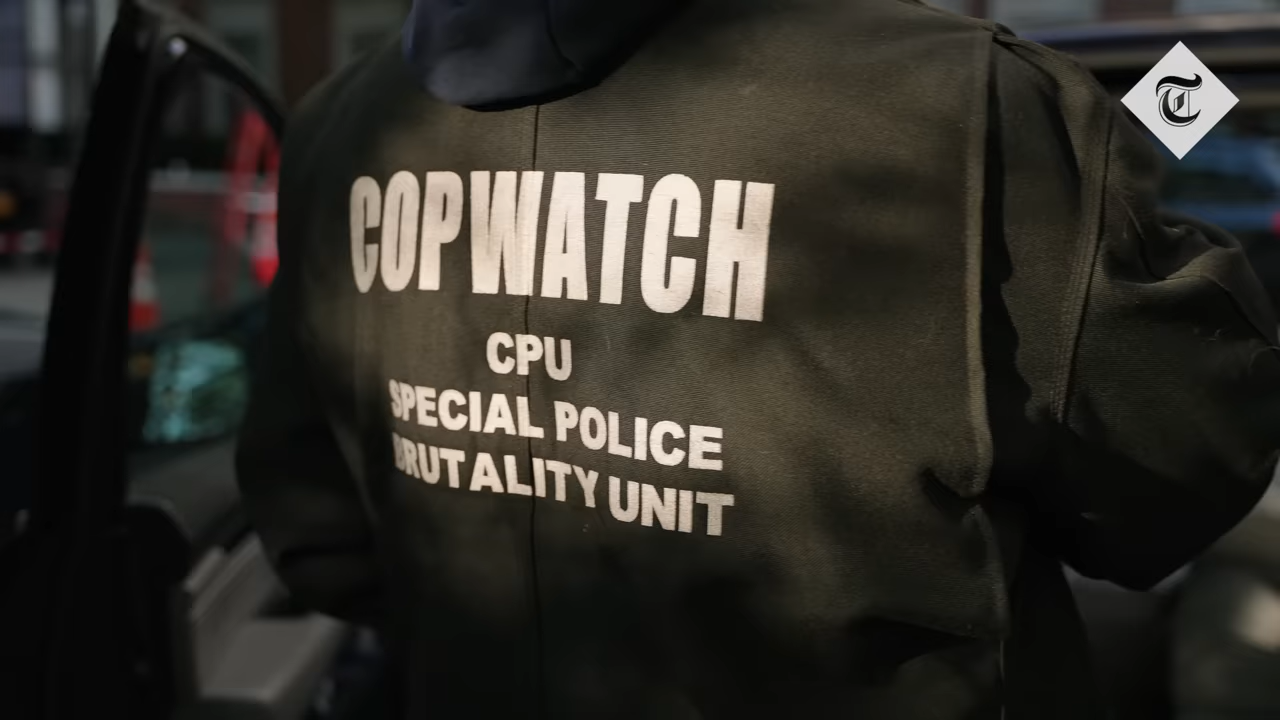 COPWATCH
CPU
SPECIAL POLICE
BRUTALITY UNIT
T